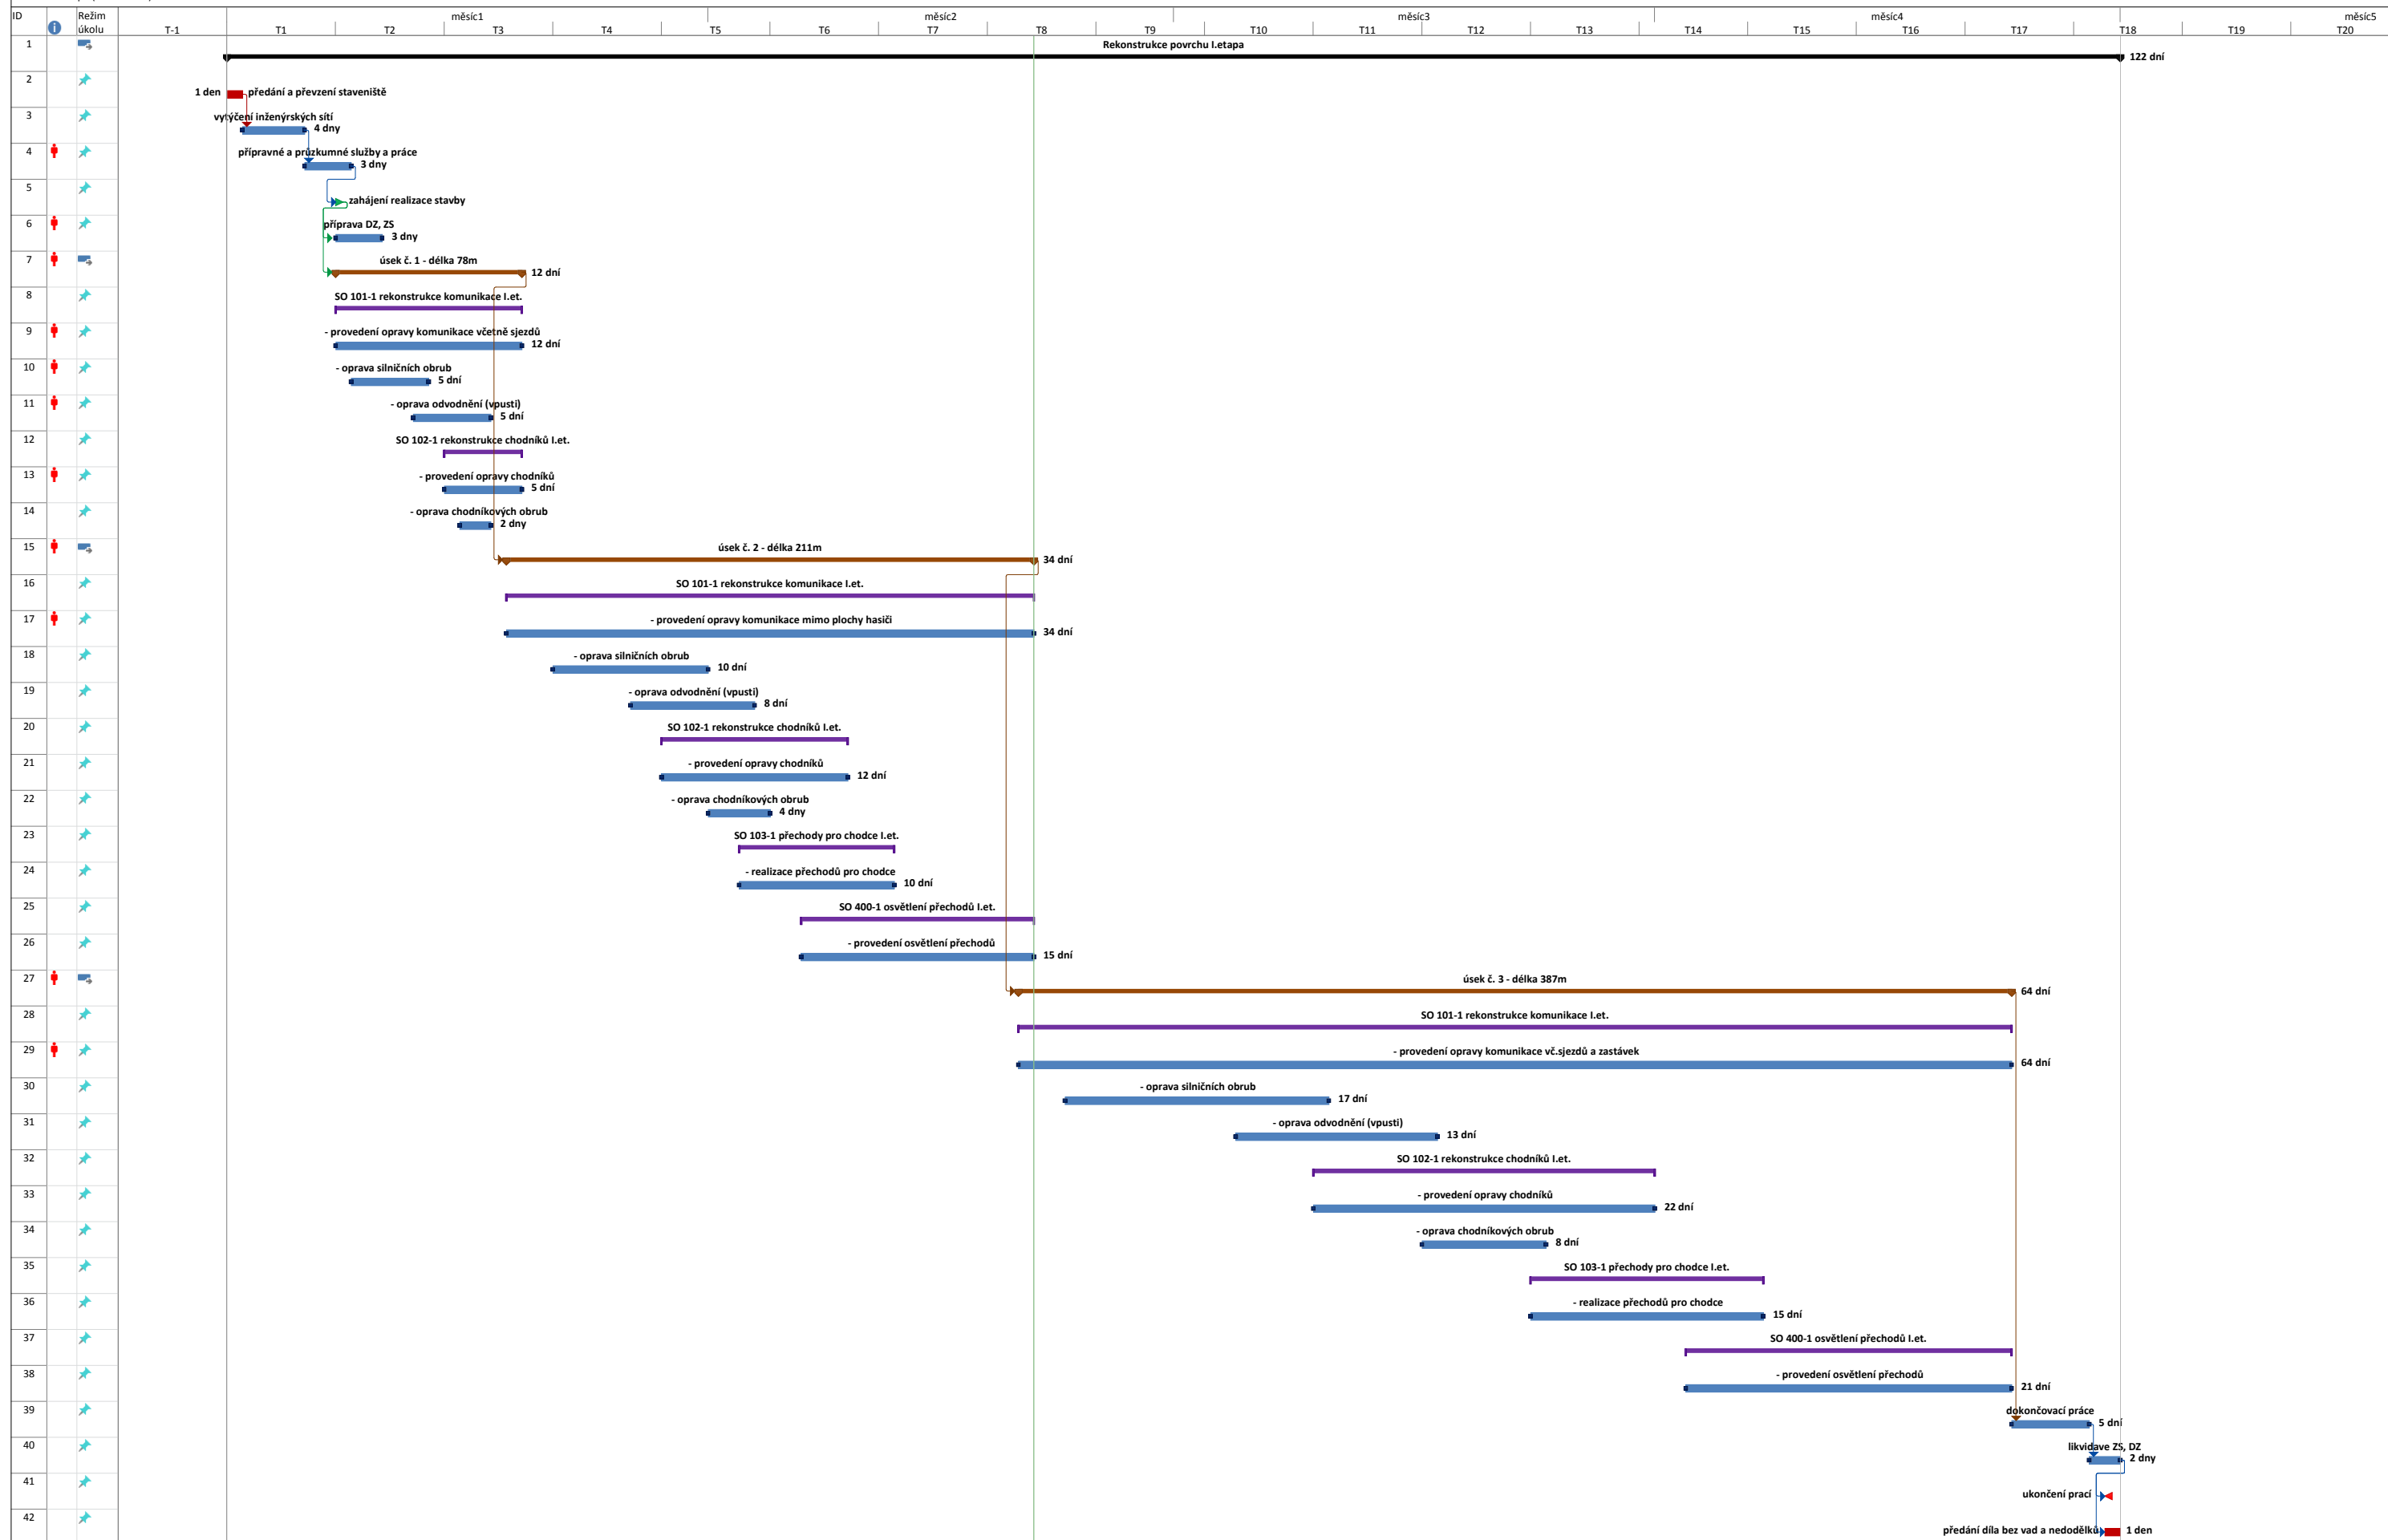 ID Režim úkolu měsíc1 měsíc2 měsíc3 měsíc4 měsíc5
T-1 T1 T2 T3 T4 T5 T6 T7 T8 T9 T10 T11 T12 T13 T14 T15 T16 T17 T18 T19 T20
1 Rekonstrukce povrchu I.etapa 122 dní
2 1 den předání a převzení staveniště
3 vytýčení inženýrských sítí 4 dny
4 přípravné a průzkumné služby a práce 3 dny
5 zahájení realizace stavby
6 příprava DZ, ZS 3 dny
7 úsek č. 1 - délka 78m 12 dní
8 SO 101-1 rekonstrukce komunikace I.et.
9 - provedení opravy komunikace včetně sjezdů 12 dní
10 - oprava silničních obrub 5 dní
11 - oprava odvodnění (vpusti) 5 dní
12 SO 102-1 rekonstrukce chodníků I.et.
13 - provedení opravy chodníků 5 dní
14 - oprava chodníkových obrub 2 dny
15 úsek č. 2 - délka 211m 34 dní
16 SO 101-1 rekonstrukce komunikace I.et.
17 - provedení opravy komunikace mimo plochy hasiči 34 dní
18 - oprava silničních obrub 10 dní
19 - oprava odvodnění (vpusti) 8 dní
20 SO 102-1 rekonstrukce chodníků I.et.
21 - provedení opravy chodníků 12 dní
22 - oprava chodníkových obrub 4 dny
23 SO 103-1 přechody pro chodce I.et.
24 - realizace přechodů pro chodce 10 dní
25 SO 400-1 osvětlení přechodů I.et.
26 - provedení osvětlení přechodů 15 dní
27 úsek č. 3 - délka 387m 64 dní
28 SO 101-1 rekonstrukce komunikace I.et.
29 - provedení opravy komunikace vč.sjezdů a zastávek 64 dní
30 - oprava silničních obrub 17 dní
31 - oprava odvodnění (vpusti) 13 dní
32 SO 102-1 rekonstrukce chodníků I.et.
33 - provedení opravy chodníků 22 dní
34 - oprava chodníkových obrub 8 dní
35 SO 103-1 přechody pro chodce I.et.
36 - realizace přechodů pro chodce 15 dní
37 SO 400-1 osvětlení přechodů I.et.
38 - provedení osvětlení přechodů 21 dní
39 dokončovací práce 5 dní
40 likvidave ZS, DZ 2 dny
41 ukončení prací
42 předání díla bez vad a nedodělků 1 den